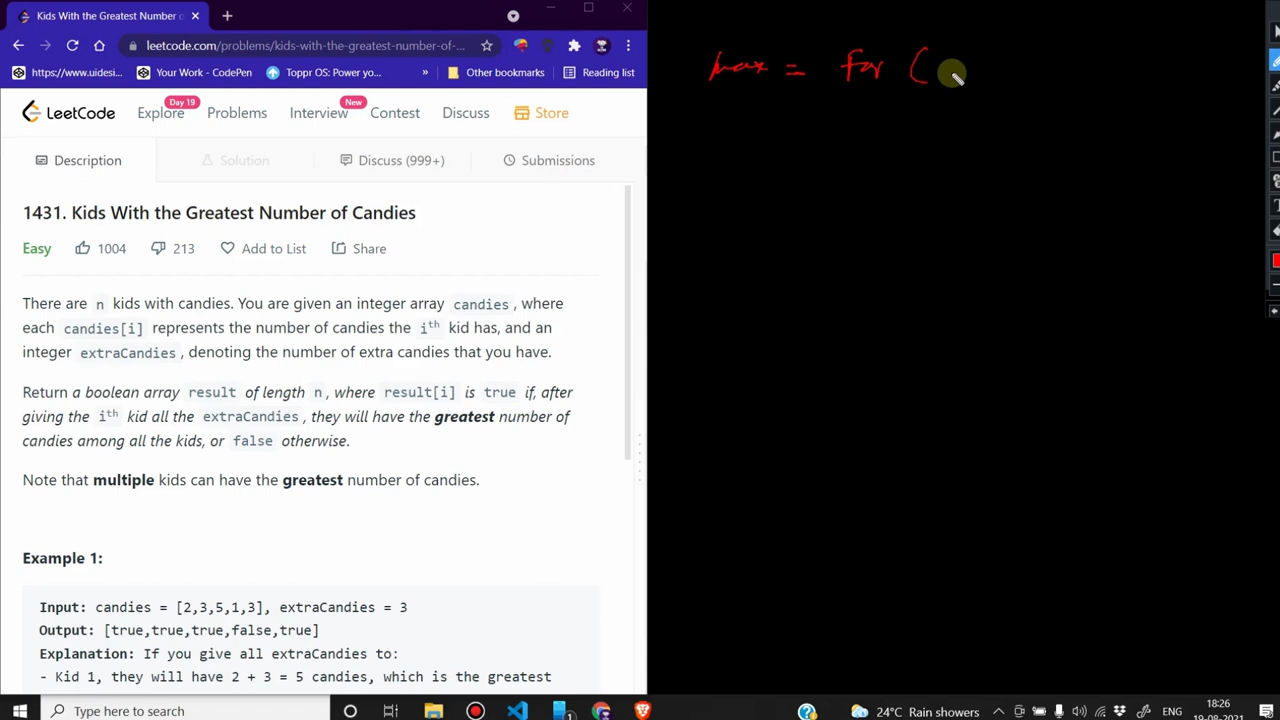 Kids With the Greatest Number o
leetcode.com/problems/kids-with-the-greatest-number-of-...
https://www.uidesi... Your Work - CodePen Toppr OS: Powerful... » Other bookmarks Reading list
LeetCode Explore Day 19 Problems Interview New Contest Discuss Store
Description Solution Discuss (999+) Submissions
max = for (
1431. Kids With the Greatest Number of Candies
Easy 1004 213 Add to List Share
There are n kids with candies. You are given an integer array candies, where
each candies[i] represents the number of candies the ith kid has, and an
integer extraCandies, denoting the number of extra candies that you have.
Return a boolean array result of length n, where result[i] is true if, after
giving the ith kid all the extraCandies, they will have the greatest number of
candies among all the kids, or false otherwise.
Note that multiple kids can have the greatest number of candies.
Example 1:
Input: candies = [2,3,5,1,3], extraCandies = 3
Output: [true,true,true,false,true]
Explanation: If you give all extraCandies to:
- Kid 1, they will have 2 + 3 = 5 candies, which is the greatest
Type here to search
24°C Rain showers ENG 18:26 19-08-2021